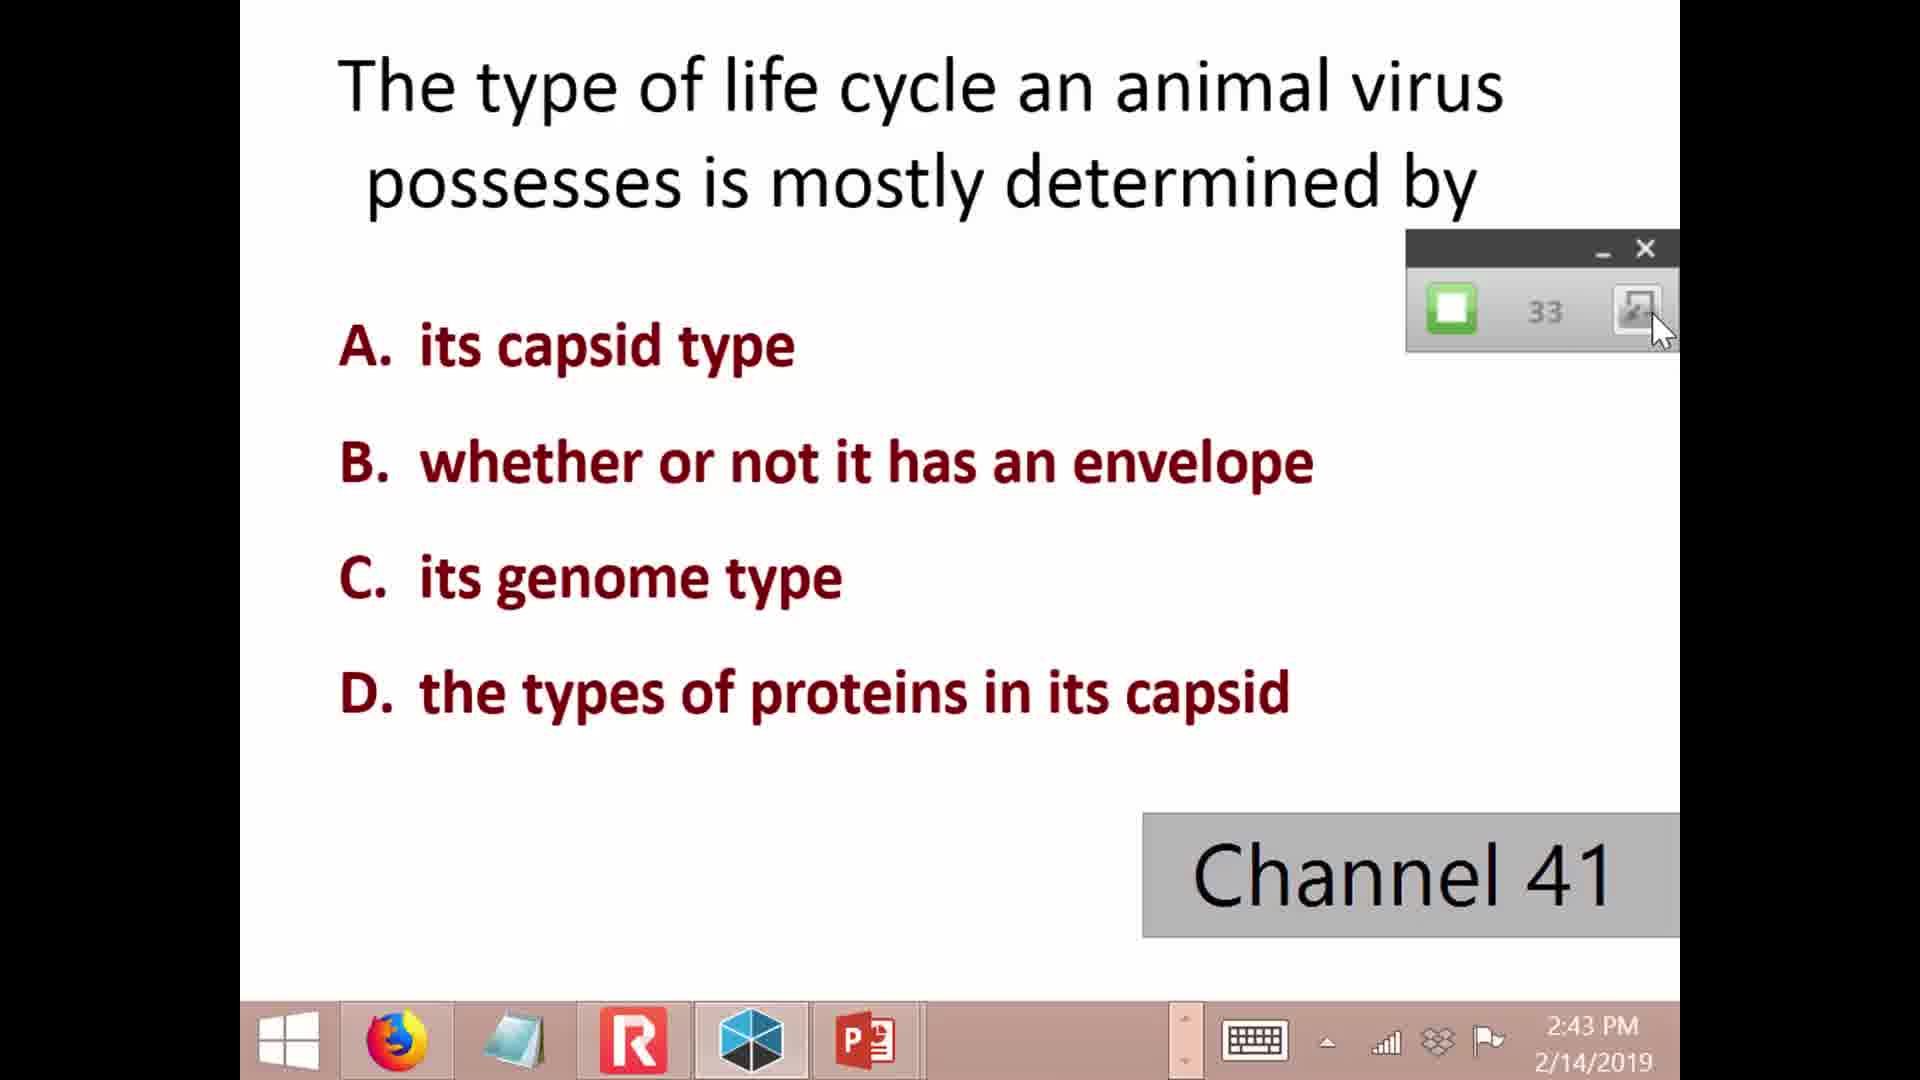 The type of life cycle an animal virus
possesses is mostly determined by
33
A. its capsid type
B. whether or not it has an envelope
C. its genome type
D. the types of proteins in its capsid
Channel 41
R
P
2:43 PM
2/14/2019